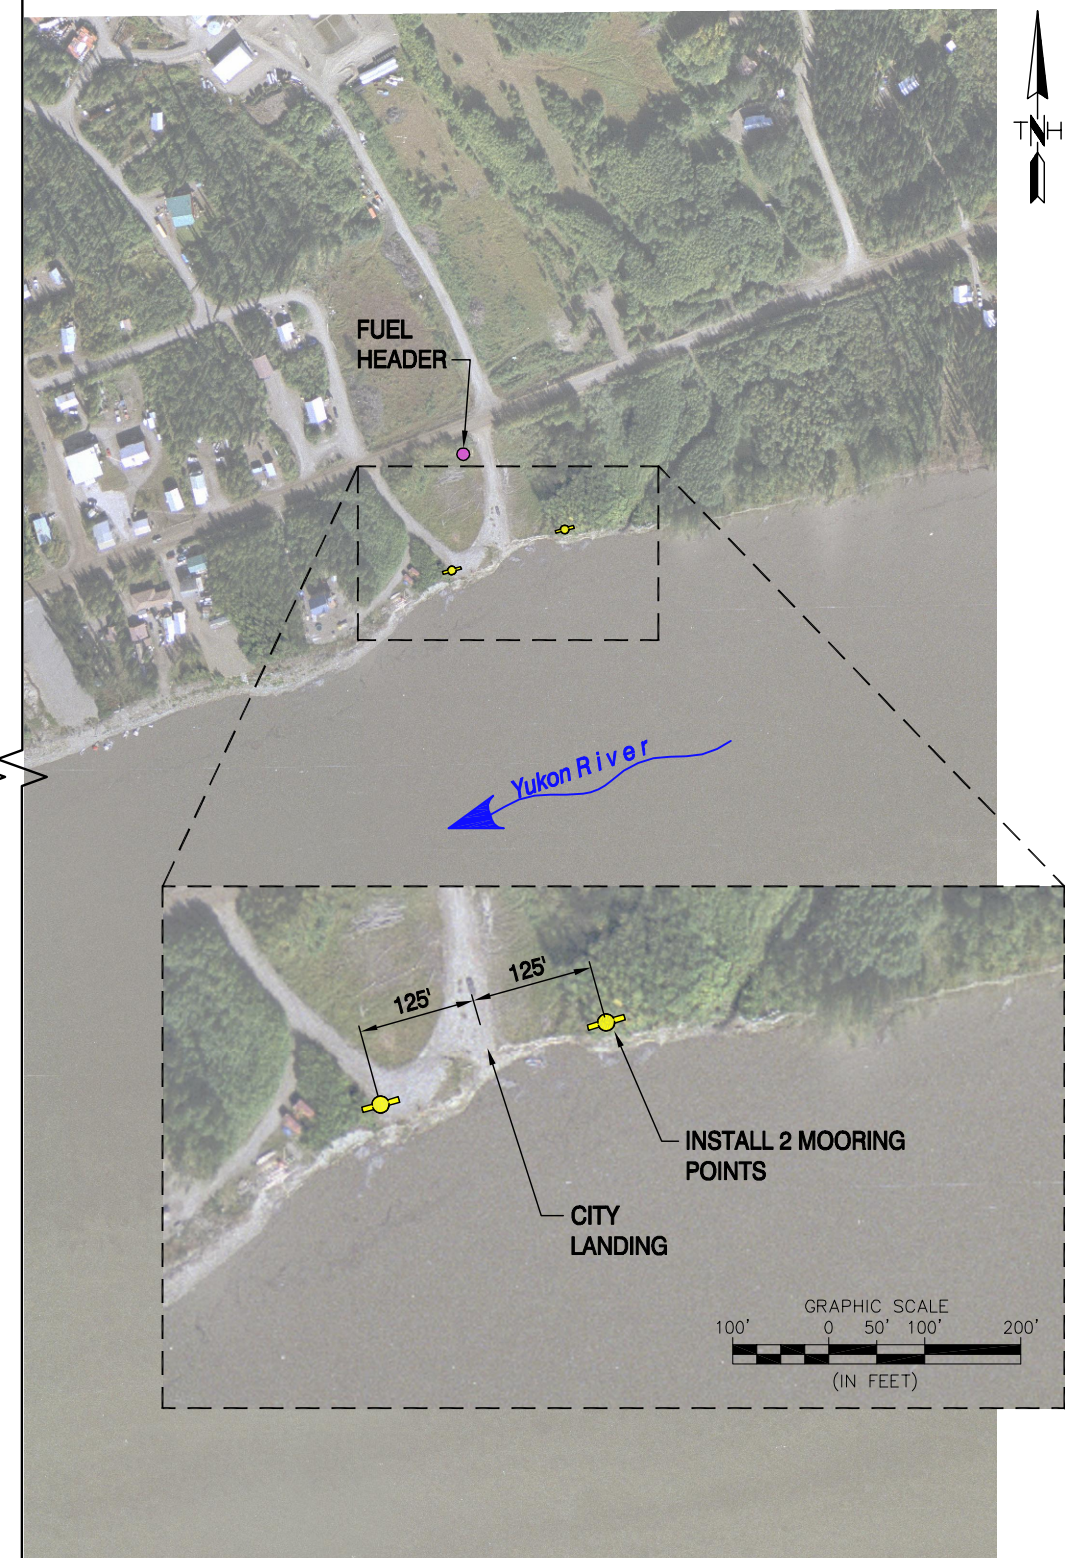 TNH
FUEL
HEADER
Yukon River
125'
125'
INSTALL 2 MOORING
POINTS
CITY
LANDING
GRAPHIC SCALE
100' 0 50' 100' 200'
(IN FEET)